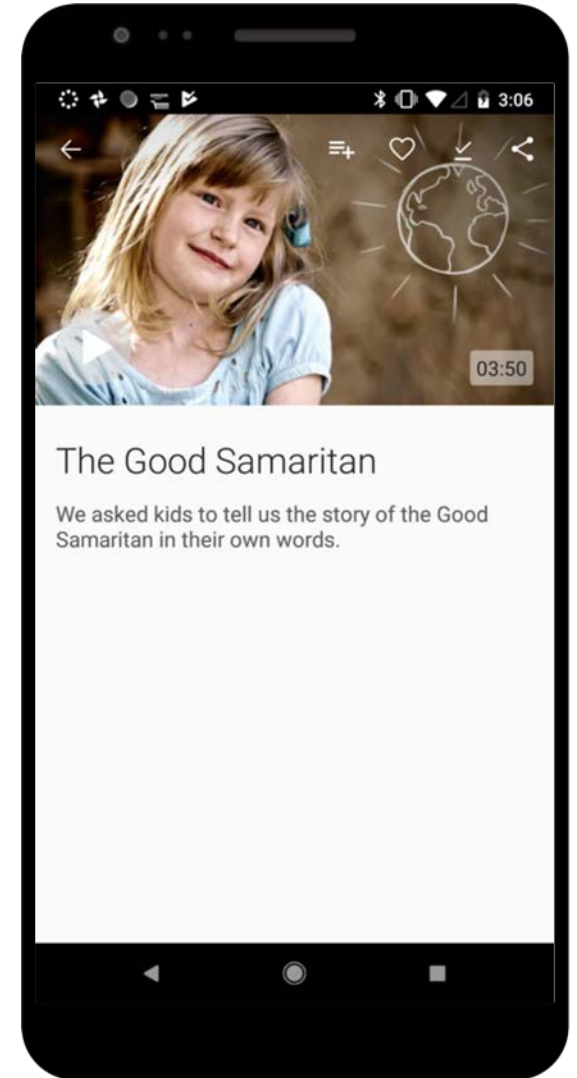 3:06
03:50
The Good Samaritan
We asked kids to tell us the story of the Good
Samaritan in their own words.